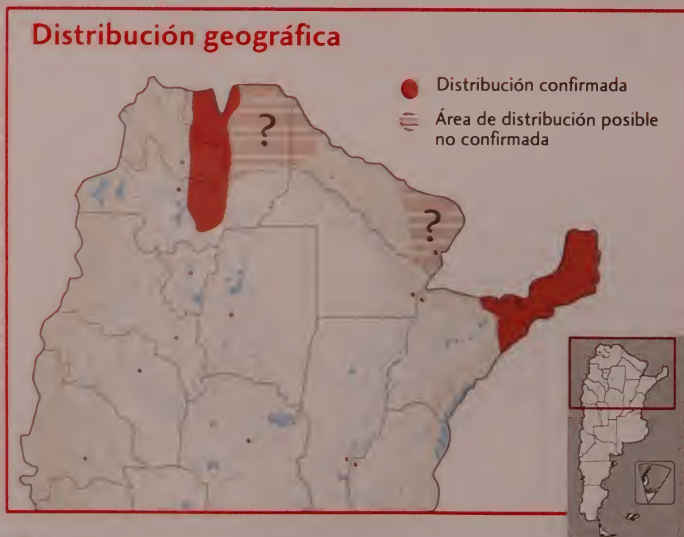 Distribución geográfica
Distribución confirmada
Área de distribución posible
no confirmada
?
?